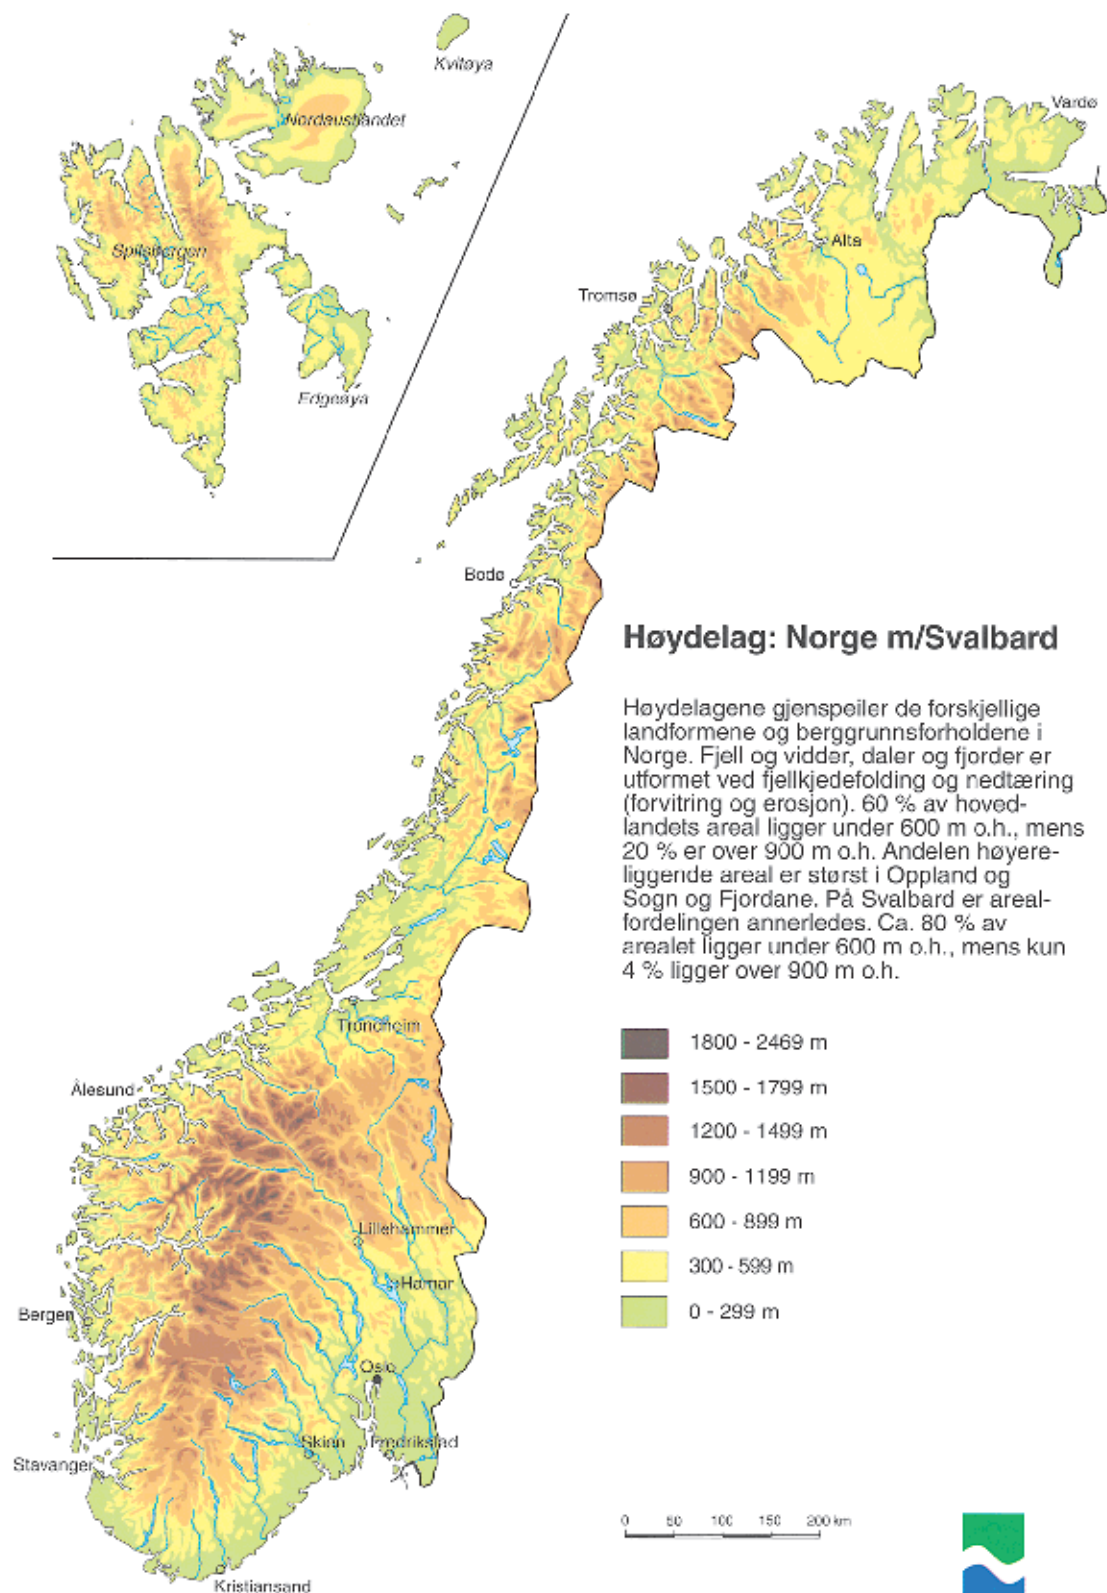 Kvitøya
Nordaustlandet
Spitsbergen
Edgeøya
Vardø
Alta
Tromsø
Bodø
Høydelag: Norge m/Svalbard
Høydelagene gjenspeiler de forskjellige
landformene og berggrunnsforholdene i
Norge. Fjell og vidder, daler og fjorder er
utformet ved fjellkjedefolding og nedtæring
(forvitring og erosjon). 60 % av hoved-
landets areal ligger under 600 m o.h., mens
20 % er over 900 m o.h. Andelen høyere-
liggende areal er størst i Oppland og
Sogn og Fjordane. På Svalbard er areal-
fordelingen annerledes. Ca. 80 % av
arealet ligger under 600 m o.h., mens kun
4 % ligger over 900 m o.h.
1800 - 2469 m
1500 - 1799 m
1200 - 1499 m
900 - 1199 m
600 - 899 m
300 - 599 m
0 - 299 m
Trondheim
Ålesund
Lillehammer
Hamar
Bergen
Oslo
Skien
Fredrikstad
Stavanger
Kristiansand
0 50 100 150 200 km